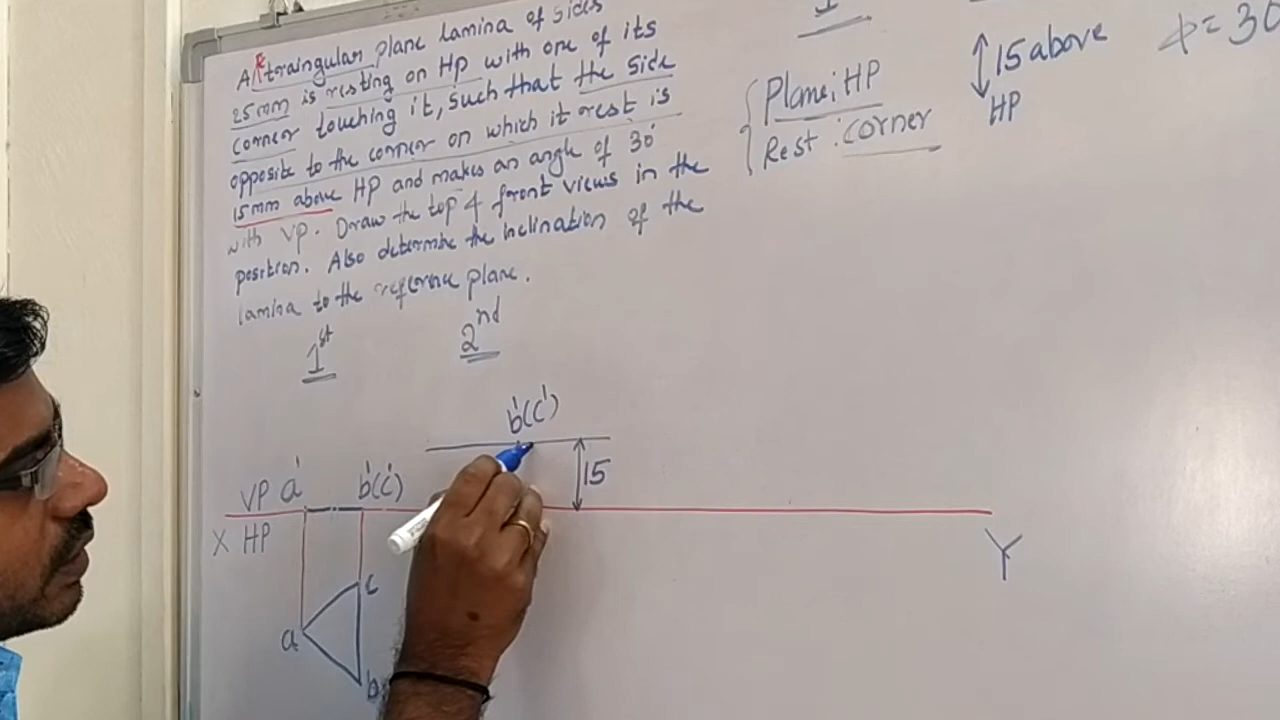 A traingular plane lamina of sides
25mm is resting on HP with one of its
corner touching it, such that the side
opposite to the corner on which it rest is
15mm above HP and makes an angle of 30°
with VP. Draw the top & front views in the
position. Also determine the inclination of the
lamina to the reference plane.
Plane: HP
Rest : corner
15 above
HP
φ = 30
1st
2nd
b'(c')
15
VP a' b'(c')
X HP
Y
c
a
b